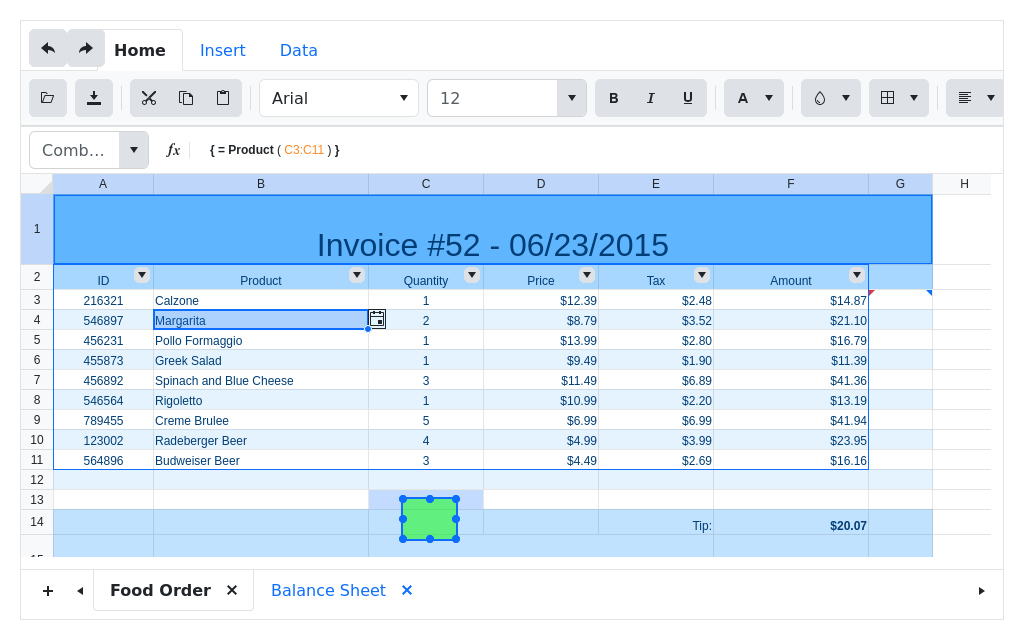 Home Insert Data
Arial 12 B I U A
Comb... fx { = Product ( C3:C11 ) }
A B C D E F G H
1 Invoice #52 - 06/23/2015
2 ID Product Quantity Price Tax Amount
3 216321 Calzone 1 $12.39 $2.48 $14.87
4 546897 Margarita 2 $8.79 $3.52 $21.10
5 456231 Pollo Formaggio 1 $13.99 $2.80 $16.79
6 455873 Greek Salad 1 $9.49 $1.90 $11.39
7 456892 Spinach and Blue Cheese 3 $11.49 $6.89 $41.36
8 546564 Rigoletto 1 $10.99 $2.20 $13.19
9 789455 Creme Brulee 5 $6.99 $6.99 $41.94
10 123002 Radeberger Beer 4 $4.99 $3.99 $23.95
11 564896 Budweiser Beer 3 $4.49 $2.69 $16.16
12
13
14 Tip: $20.07
15
Food Order Balance Sheet